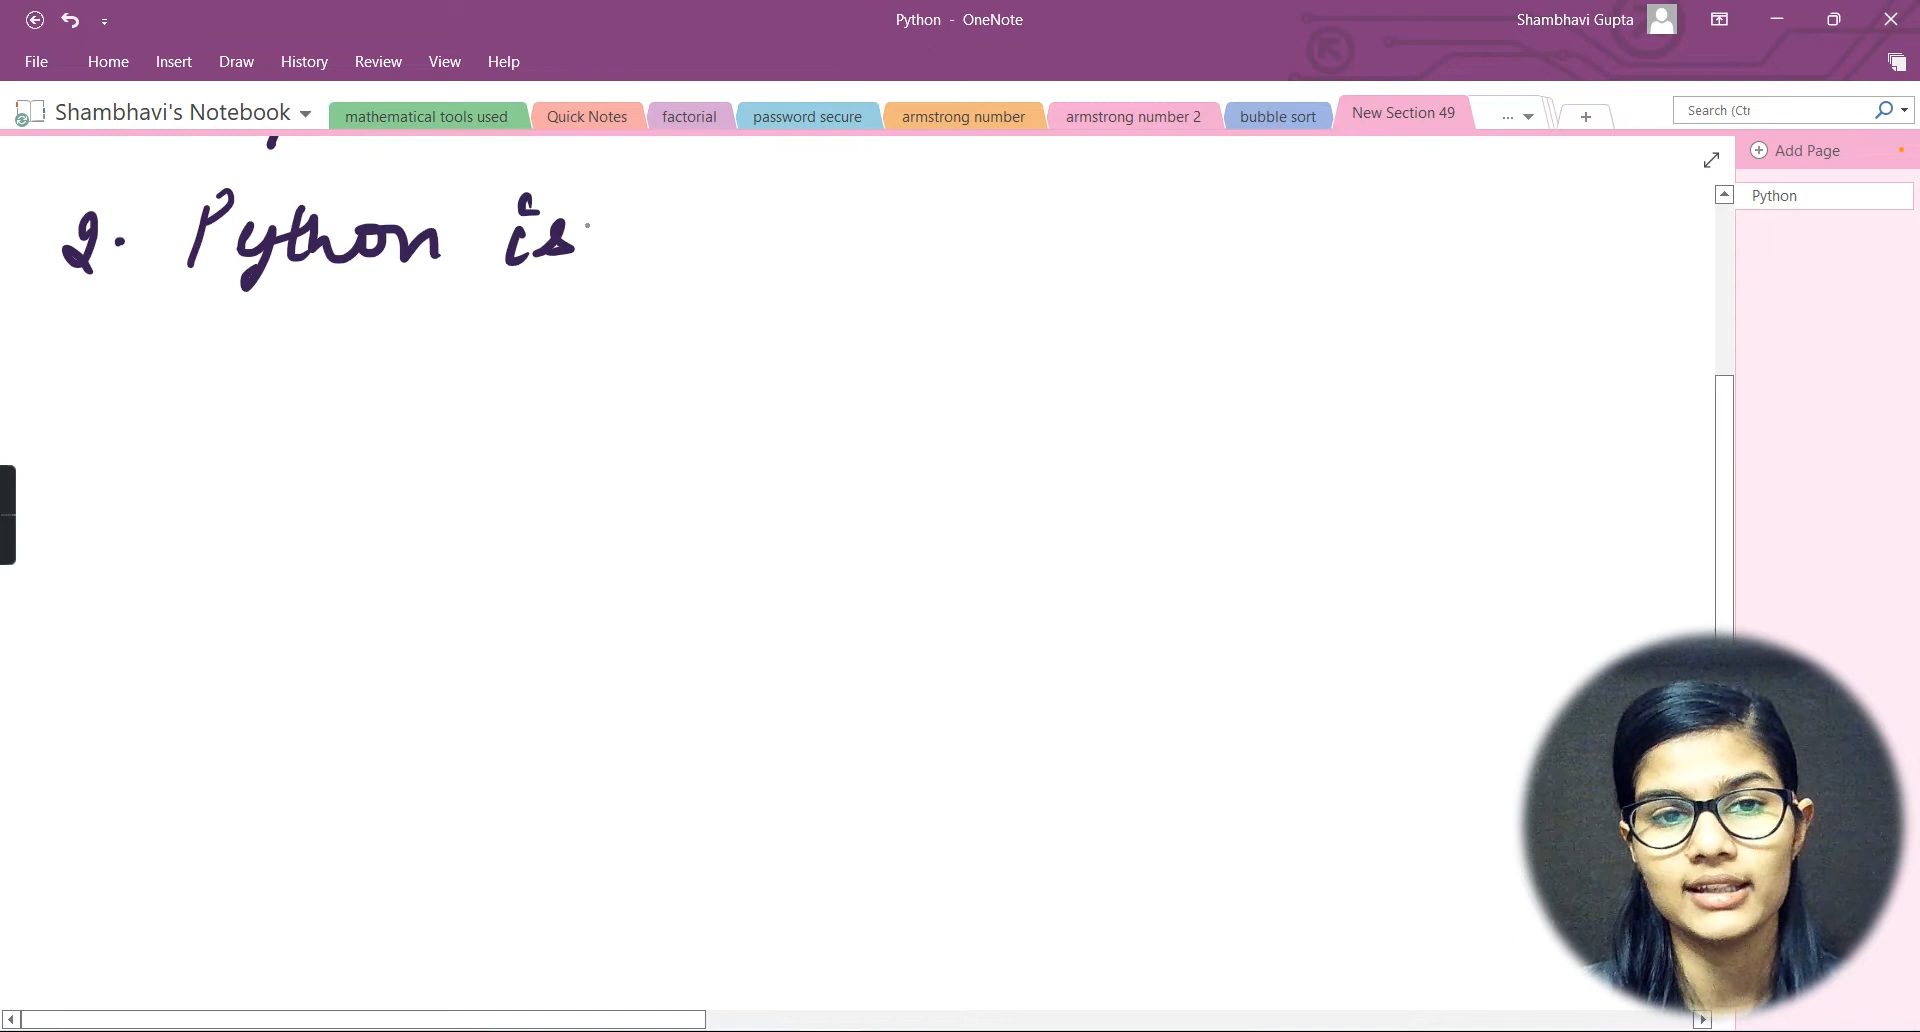 Python - OneNote
Shambhavi Gupta
File Home Insert Draw History Review View Help
Shambhavi's Notebook
mathematical tools used
Quick Notes
factorial
password secure
armstrong number
armstrong number 2
bubble sort
New Section 49
...
+
Search (Ctr
Add Page
Python
2. Python is